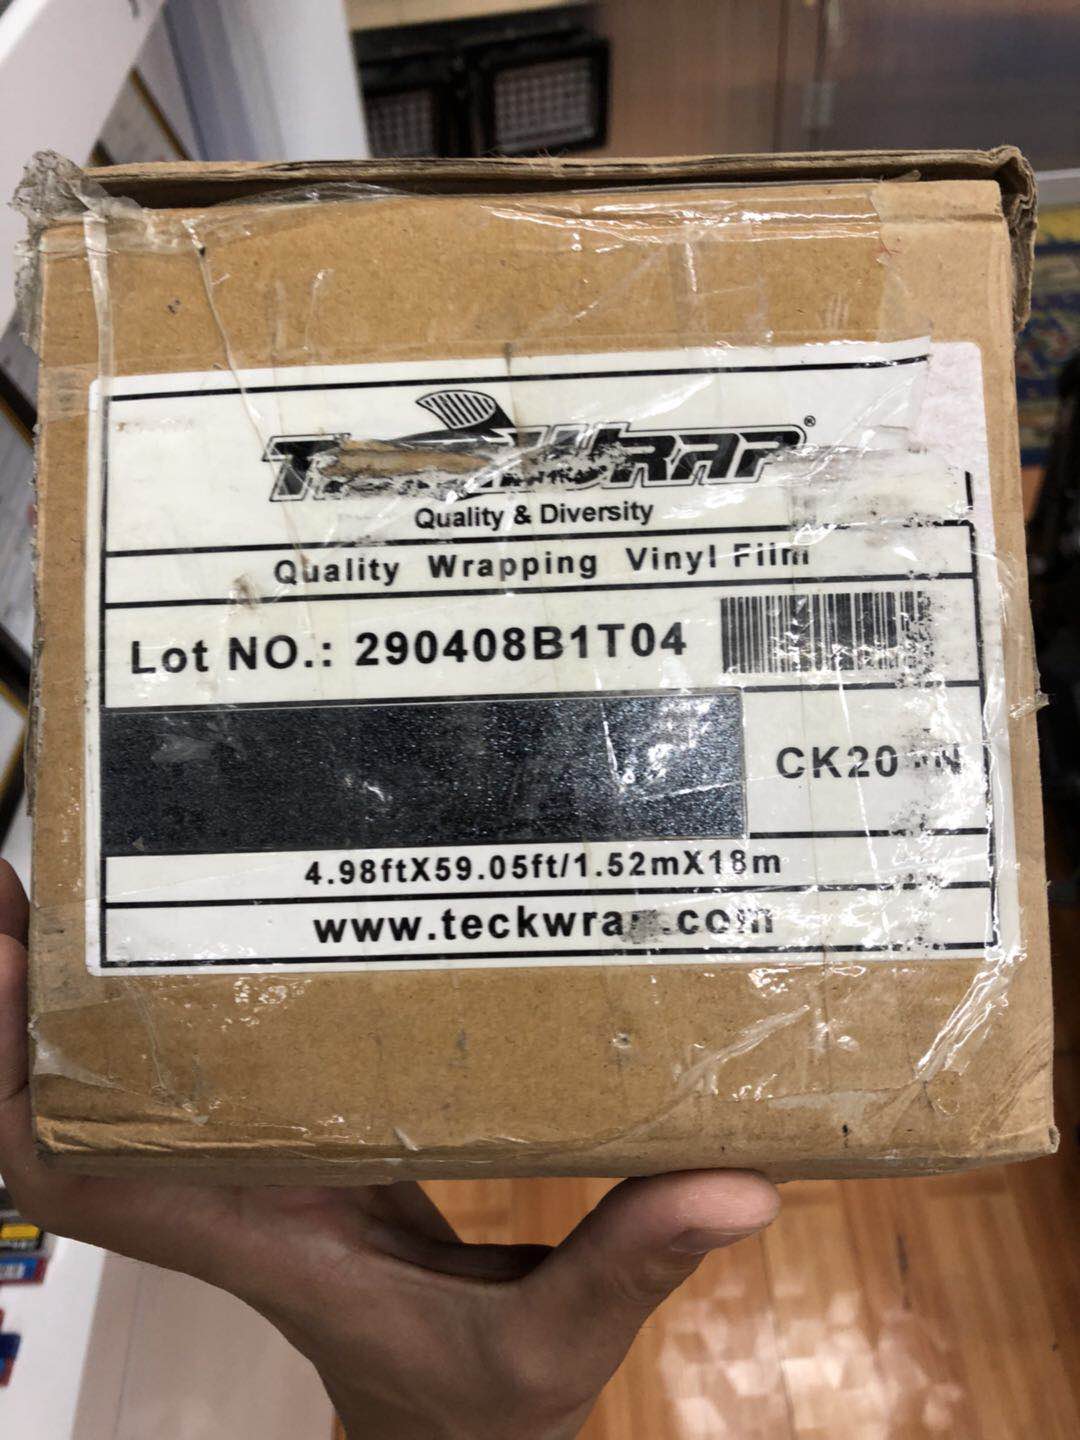 Quality & Diversity
Quality Wrapping Vinyl Film
Lot NO.: 290408B1T04
4.98ftX59.05ft/1.52mX18m